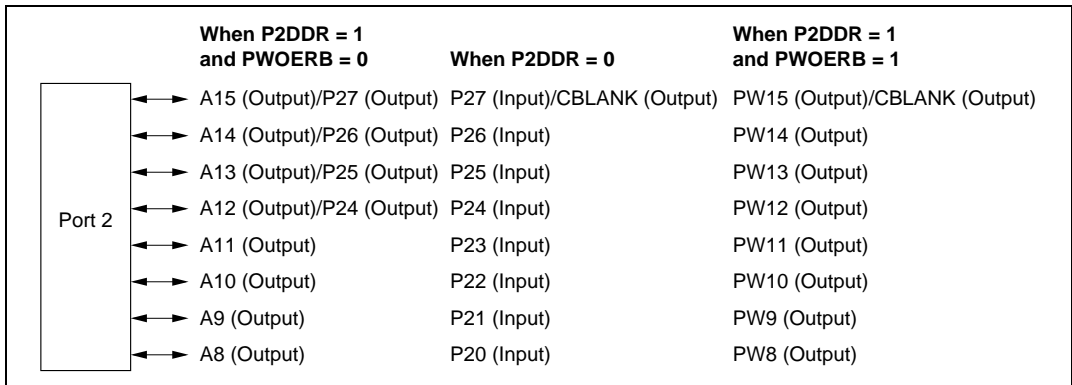 When P2DDR = 1 and PWOERB = 0
When P2DDR = 0
When P2DDR = 1 and PWOERB = 1
Port 2
A15 (Output)/P27 (Output) P27 (Input)/CBLANK (Output) PW15 (Output)/CBLANK (Output)
A14 (Output)/P26 (Output) P26 (Input) PW14 (Output)
A13 (Output)/P25 (Output) P25 (Input) PW13 (Output)
A12 (Output)/P24 (Output) P24 (Input) PW12 (Output)
A11 (Output) P23 (Input) PW11 (Output)
A10 (Output) P22 (Input) PW10 (Output)
A9 (Output) P21 (Input) PW9 (Output)
A8 (Output) P20 (Input) PW8 (Output)